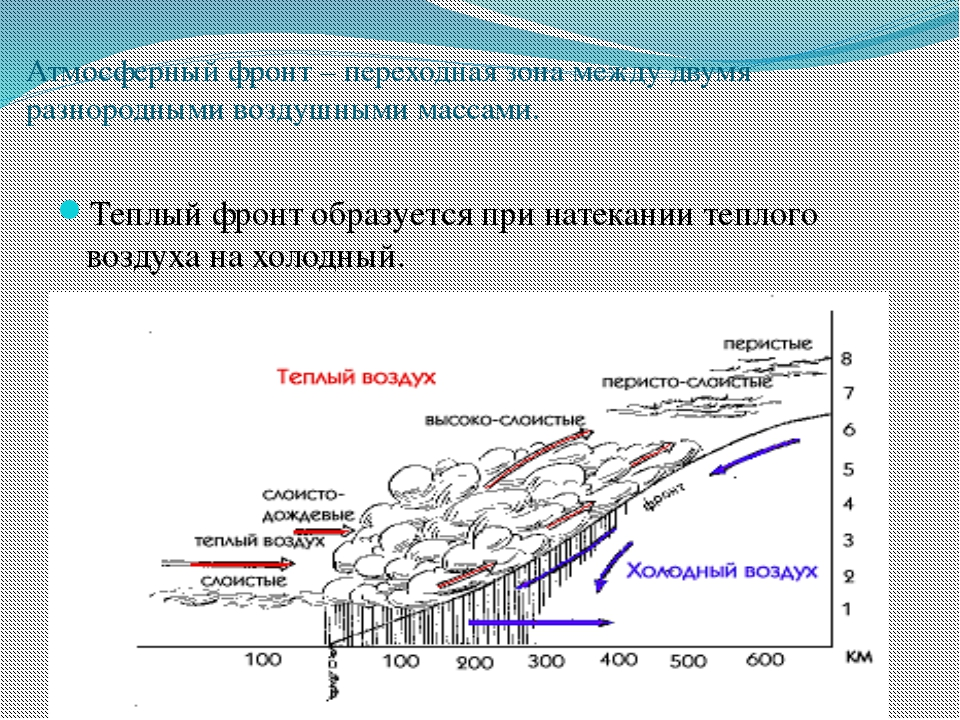 Атмосферный фронт – переходная зона между двумя
разнородными воздушными массами.
Теплый фронт образуется при натекании теплого
воздуха на холодный.
перистые
8
Теплый воздух
перисто-слоистые
7
высоко-слоистые
6
5
слоисто-
дождевые
фронт
4
теплый воздух
3
слоистые
Холодный воздух
2
1
100
100
200
300
400
500
600
км